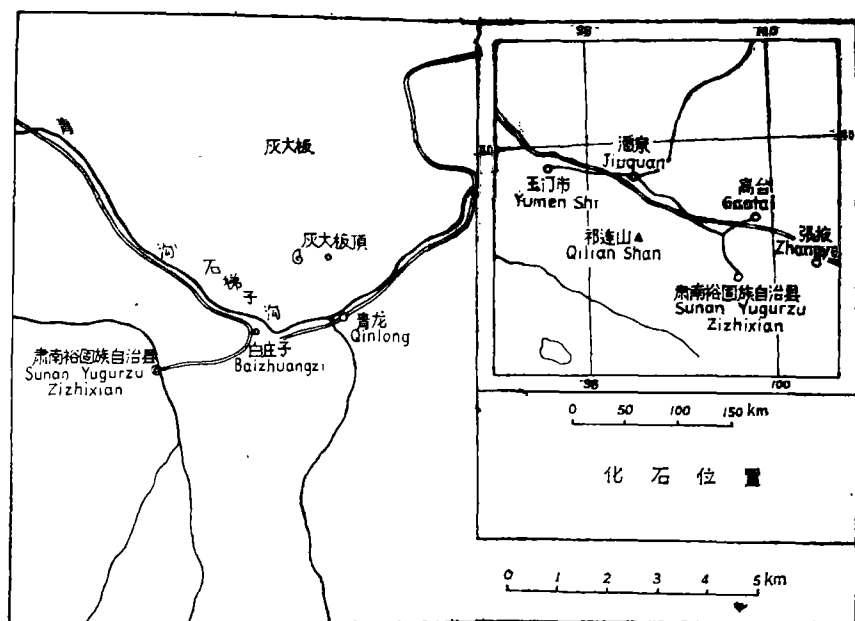 青
沟
灰大板
灰大板頂
石
梯
子
沟
青龙
Qinlong
白庄子
Baizhuangzi
肃南裕固族自治县
Sunan Yugurzu
Zizhixian
98
100
酒泉
Jiuquan
玉门市
Yumen Shi
高台
Gaotai
張掖
Zhangye
祁连山▲
Qilian Shan
肃南裕固族自治县
Sunan Yugurzu
Zizhixian
98
100
0 50 100 150 km
化石位置
0 1 2 3 4 5 km